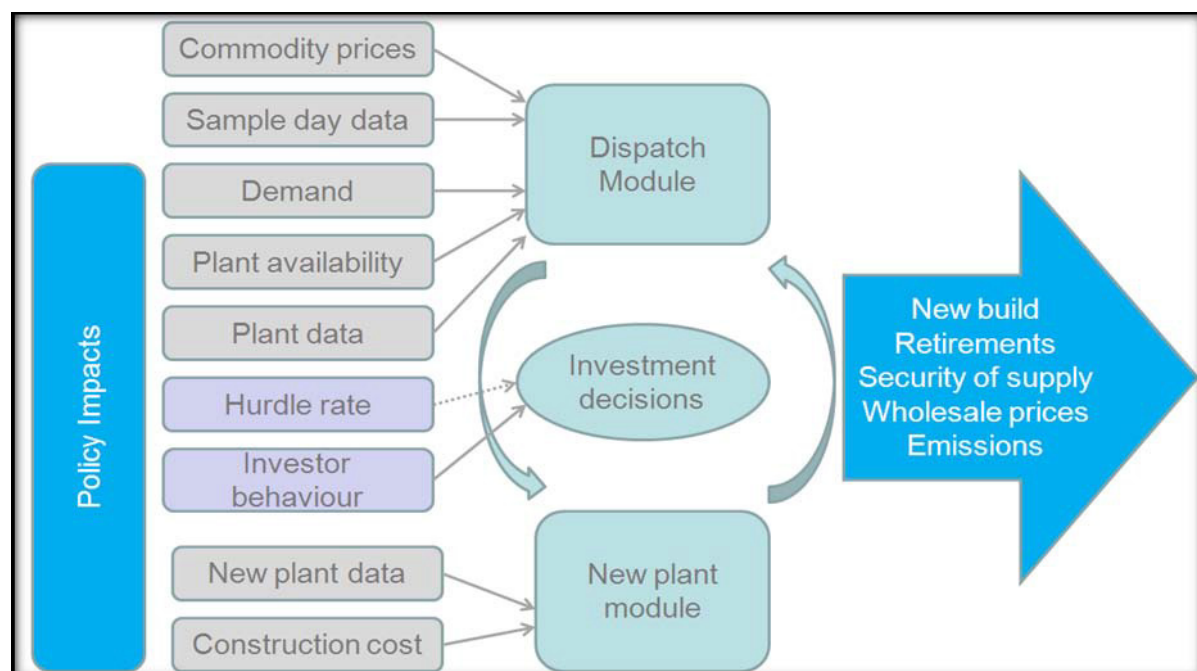 Policy Impacts
Commodity prices
Sample day data
Demand
Plant availability
Plant data
Hurdle rate
Investor
behaviour
New plant data
Construction cost
Dispatch
Module
Investment
decisions
New plant
module
New build
Retirements
Security of supply
Wholesale prices
Emissions